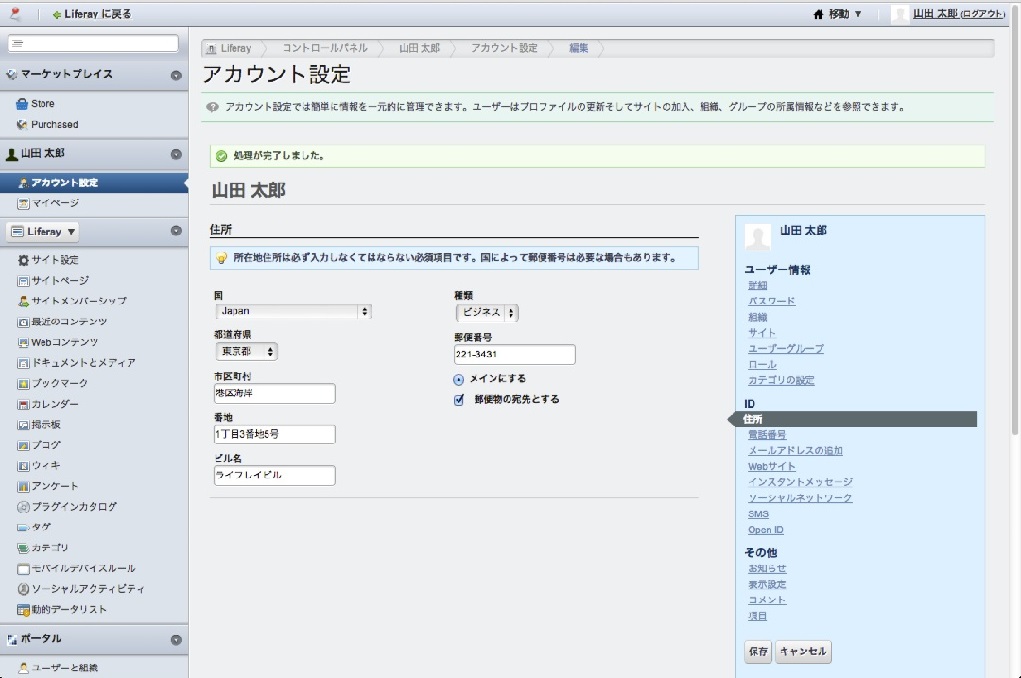 Liferay に戻る
移動 ▼
山田 太郎 (ログアウト)
マーケットプレイス
Store
Purchased
山田 太郎
アカウント設定
マイページ
Liferay ▼
サイト設定
サイトページ
サイトメンバーシップ
最近のコンテンツ
Webコンテンツ
ドキュメントとメディア
ブックマーク
カレンダー
掲示板
ブログ
ウィキ
アンケート
プラグインカタログ
タグ
カテゴリ
モバイルデバイスルール
ソーシャルアクティビティ
動的データリスト
ポータル
ユーザーと組織
Liferay コントロールパネル 山田 太郎 アカウント設定 編集
アカウント設定
アカウント設定では簡単に情報を一元的に管理できます。ユーザーはプロファイルの更新そしてサイトの加入、組織、グループの所属情報などを参照できます。
処理が完了しました。
山田 太郎
住所
所在地住所は必ず入力しなくてはならない必須項目です。国によって郵便番号は必要な場合もあります。
国
Japan
都道府県
東京都
市区町村
港区海岸
番地
1丁目3番地5号
ビル名
ライフレイビル
種類
ビジネス
郵便番号
221-3431
メインにする
郵便物の宛先とする
山田 太郎
ユーザー情報
詳細
パスワード
組織
サイト
ユーザーグループ
ロール
カテゴリの設定
ID
住所
電話番号
メールアドレスの追加
Webサイト
インスタントメッセージ
ソーシャルネットワーク
SMS
Open ID
その他
お知らせ
表示設定
コメント
項目
保存
キャンセル